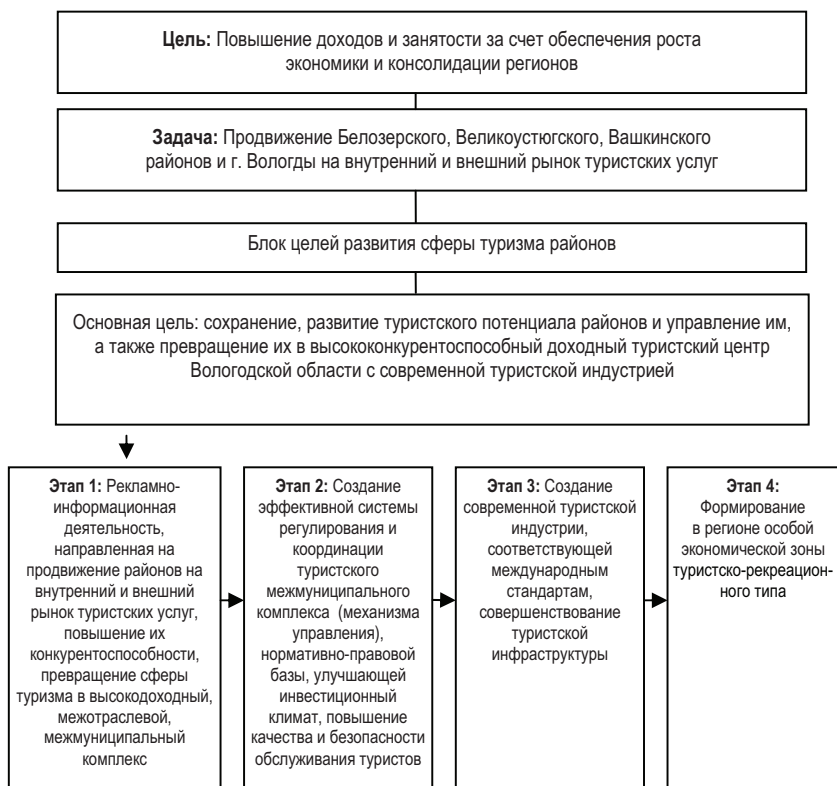 Цель: Повышение доходов и занятости за счет обеспечения роста
экономики и консолидации регионов
Задача: Продвижение Белозерского, Великоустюгского, Вашкинского
районов и г. Вологды на внутренний и внешний рынок туристских услуг
Блок целей развития сферы туризма районов
Основная цель: сохранение, развитие туристского потенциала районов и управление им,
а также превращение их в высококонкурентоспособный доходный туристский центр
Вологодской области с современной туристской индустрией
Этап 1: Рекламно-
информационная
деятельность,
направленная на
продвижение районов на
внутренний и внешний
рынок туристских услуг,
повышение их
конкурентоспособности,
превращение сферы
туризма в высокодоходный,
межотраслевой,
межмуниципальный
комплекс
Этап 2: Создание
эффективной системы
регулирования и
координации
туристского
межмуниципального
комплекса (механизма
управления),
нормативно-правовой
базы, улучшающей
инвестиционный
климат, повышение
качества и безопасности
обслуживания туристов
Этап 3: Создание
современной туристской
индустрии,
соответствующей
международным
стандартам,
совершенствование
туристской
инфраструктуры
Этап 4:
Формирование
в регионе особой
экономической зоны
туристско-рекреацион-
ного типа